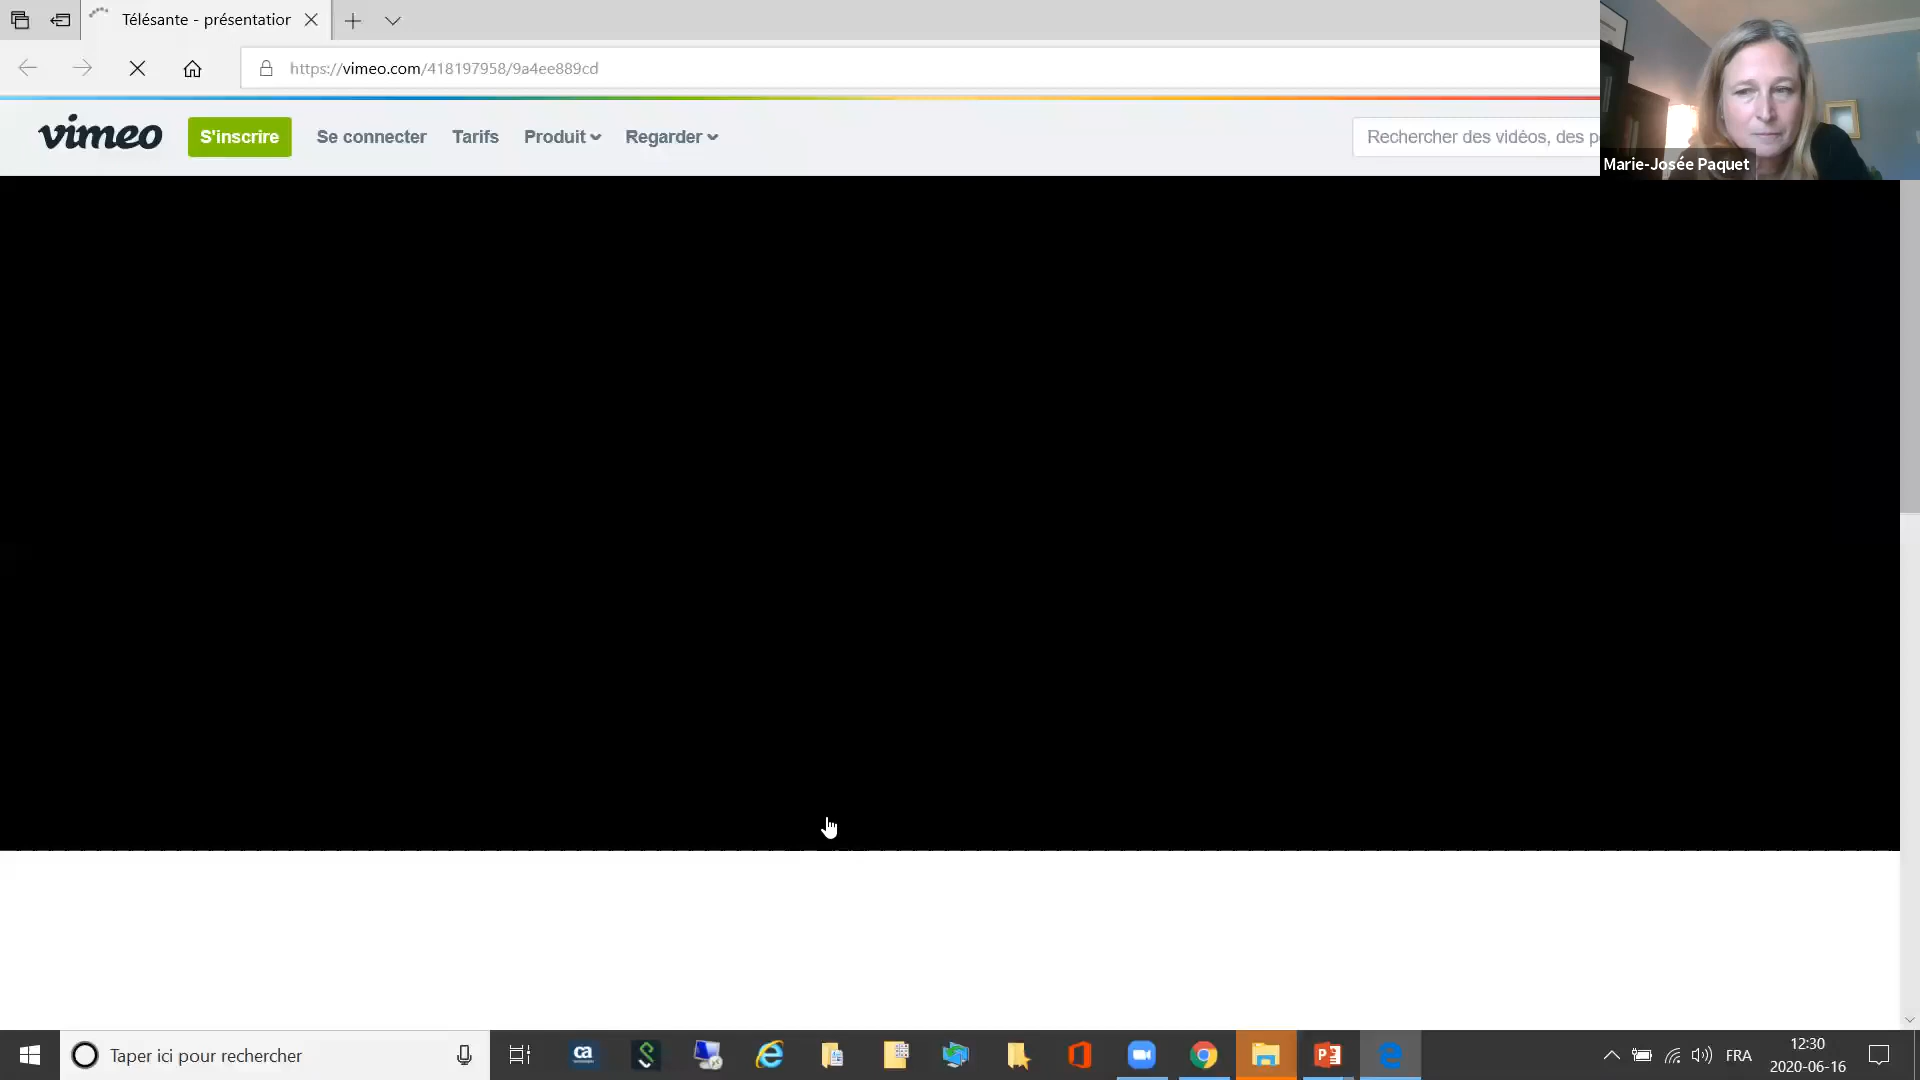 Télésante - présentatior
https://vimeo.com/418197958/9a4ee889cd
vimeo
S'inscrire
Se connecter
Tarifs
Produit
Regarder
Rechercher des vidéos, des p
Marie-Josée Paquet
Taper ici pour rechercher
ca
FRA
12:30
2020-06-16